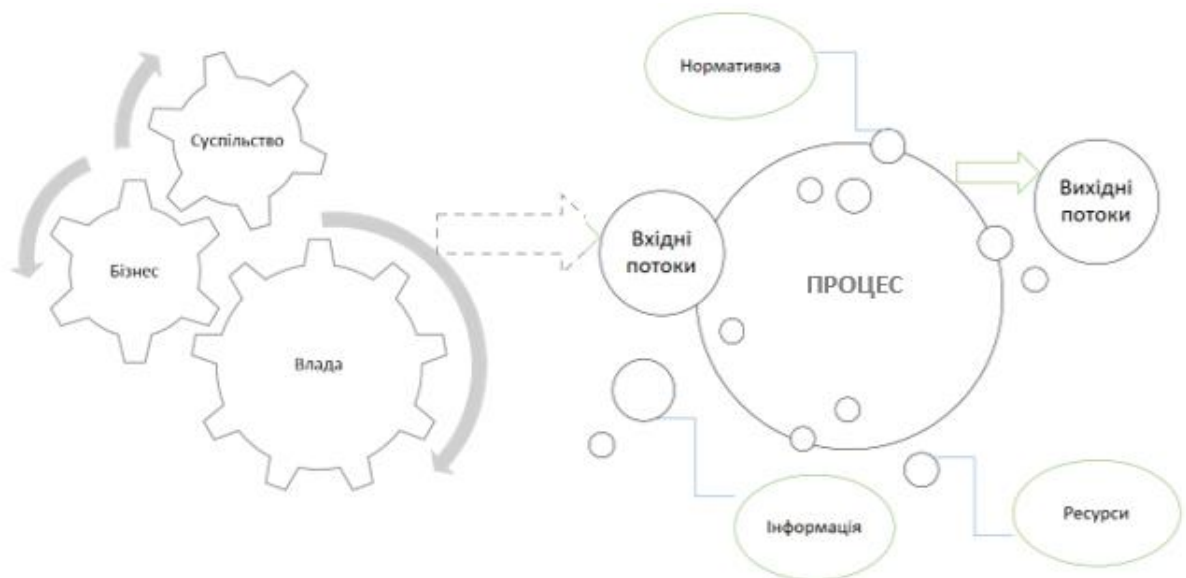 Суспільство
Бізнес
Влада
Нормативка
Вхідні
потоки
ПРОЦЕС
Вихідні
потоки
Інформація
Ресурси